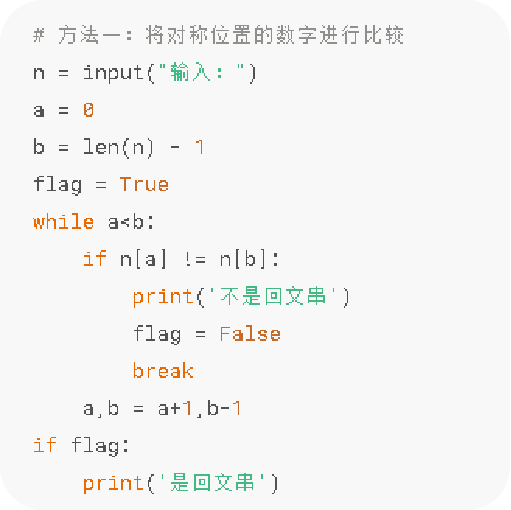 # 方法一：将对称位置的数字进行比较
n = input("输入：")
a = 0
b = len(n) - 1
flag = True
while a<b:
    if n[a] != n[b]:
        print('不是回文串')
        flag = False
        break
    a,b = a+1,b-1
if flag:
    print('是回文串')